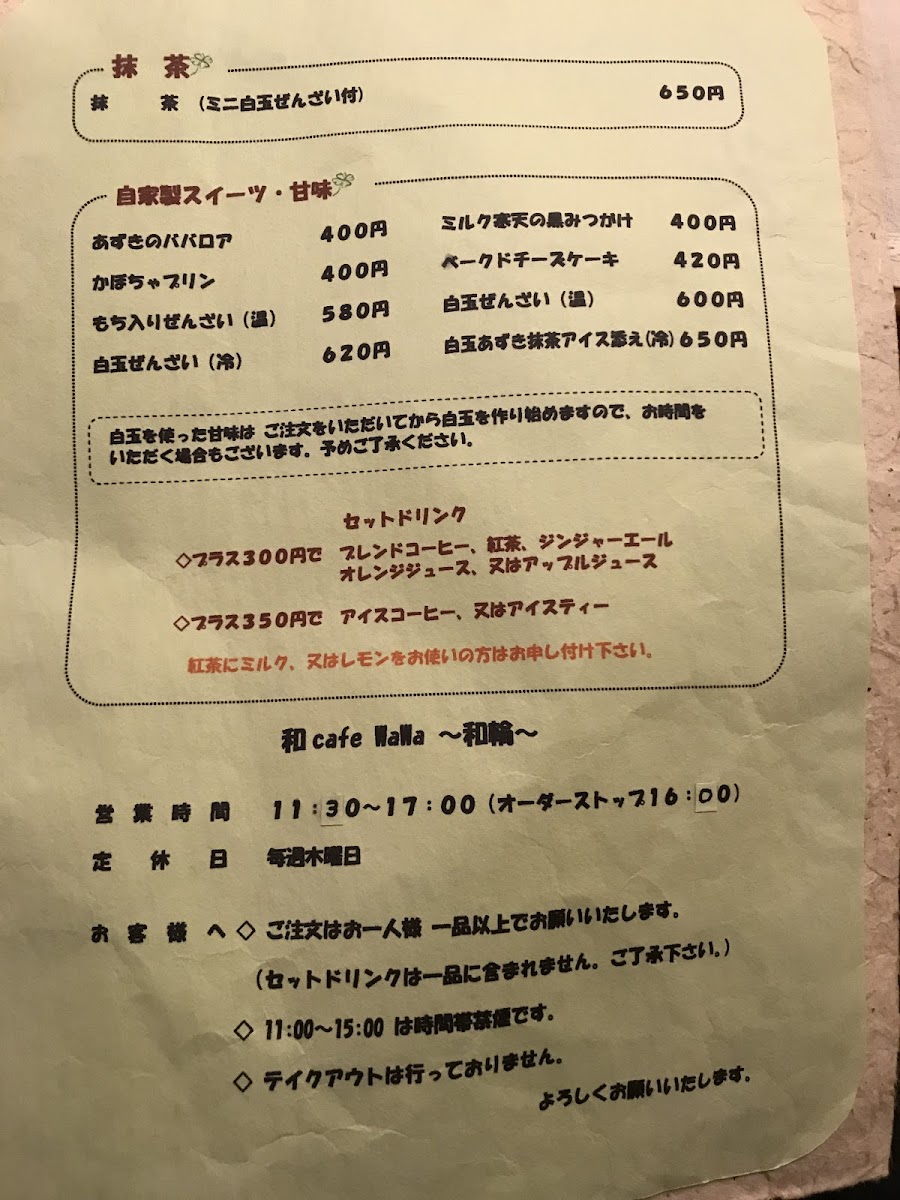 抹茶
抹茶 (ミニ白玉ぜんざい付) 650円
自家製スイーツ・甘味
あずきのババロア 400円
ミルク寒天の黒みつがけ 400円
かぼちゃプリン 400円
ベークドチーズケーキ 420円
もち入りぜんざい (温) 580円
白玉ぜんざい (温) 600円
白玉ぜんざい (冷) 620円
白玉あずき抹茶アイス添え(冷) 650円
白玉を使った甘味は ご注文をいただいてから白玉を作り始めますので、お時間を
いただく場合もございます。予めご了承ください。
セットドリンク
◇プラス300円で ブレンドコーヒー、紅茶、ジンジャーエール
オレンジジュース、又はアップルジュース
◇プラス350円で アイスコーヒー、又はアイスティー
紅茶にミルク、又はレモンをお使いの方はお申し付け下さい。
和cafe WaWa ～和輪～
営業時間 11:30～17:00 (オーダーストップ16:00)
定休日 毎週木曜日
お客様へ◇ ご注文はお一人様 一品以上でお願いいたします。
(セットドリンクは一品に含まれません。ご了承下さい。)
◇ 11:00～15:00 は時間帯禁煙です。
◇ テイクアウトは行っておりません。
よろしくお願いいたします。